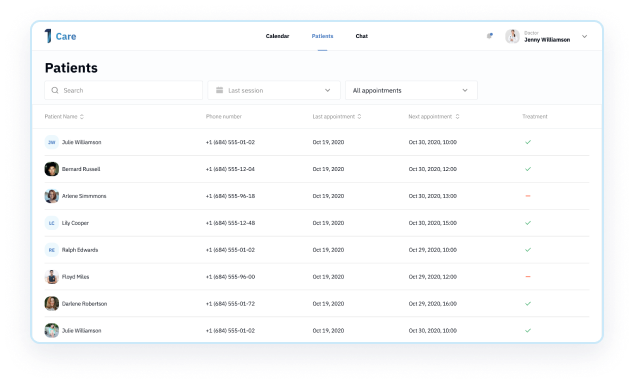 1 Care Calendar Patients Chat Doctor
Jenny Williamson
Patients
Search Last session All appointments
Patient Name Phone number Last appointment Next appointment Treatment
JW Julie Williamson +1 (684) 555-01-02 Oct 19, 2020 Oct 30, 2020, 10:00
Bernard Russell +1 (684) 555-12-04 Oct 19, 2020 Oct 30, 2020, 12:00
Arlene Simmmons +1 (684) 555-96-18 Oct 19, 2020 Oct 30, 2020, 13:00
LC Lily Cooper +1 (684) 555-12-48 Oct 19, 2020 Oct 30, 2020, 15:00
RE Ralph Edwards +1 (684) 555-01-02 Oct 19, 2020 Oct 29, 2020, 10:00
Floyd Miles +1 (684) 555-96-00 Oct 19, 2020 Oct 29, 2020, 12:00
Darlene Robertson +1 (684) 555-01-72 Oct 19, 2020 Oct 29, 2020, 16:00
Julie Williamson +1 (684) 555-01-02 Oct 19, 2020 Oct 30, 2020, 10:00